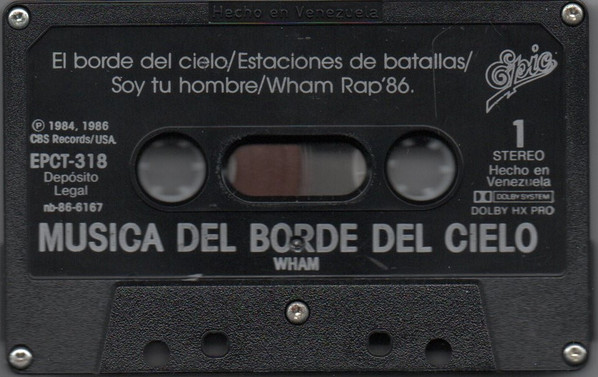 Hecho en Venezuela
El borde del cielo/Estaciones de batallas/
Soy tu hombre/Wham Rap'86.
Epic
℗ 1984, 1986
CBS Records/USA.
EPCT-318
Depósito
Legal
nb-86-6167
1
STEREO
Hecho en
Venezuela
DOLBY SYSTEM
DOLBY HX PRO
MUSICA DEL BORDE DEL CIELO
WHAM